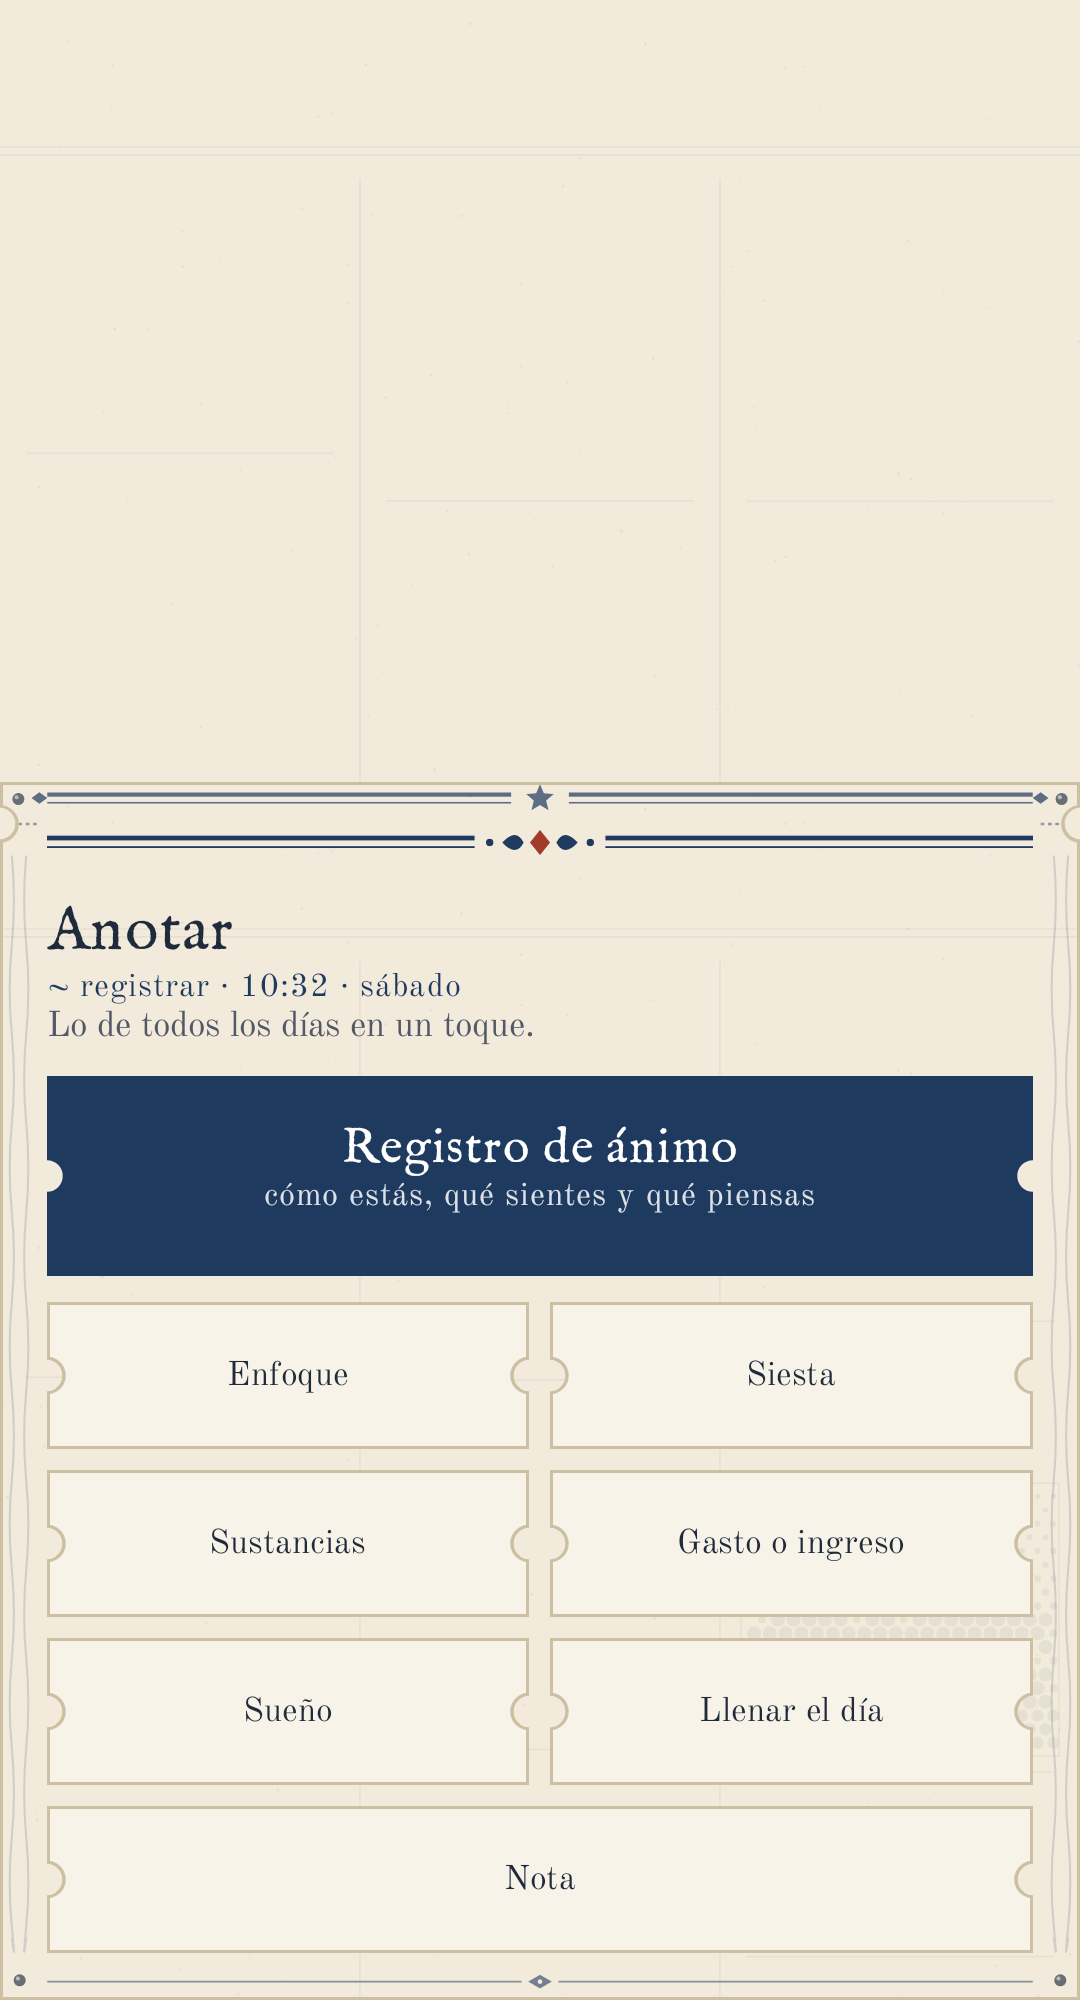 Anotar
~ registrar · 10:32 · sábado
Lo de todos los días en un toque.
Registro de ánimo
cómo estás, qué sientes y qué piensas
Enfoque
Siesta
Sustancias
Gasto o ingreso
Sueño
Llenar el día
Nota